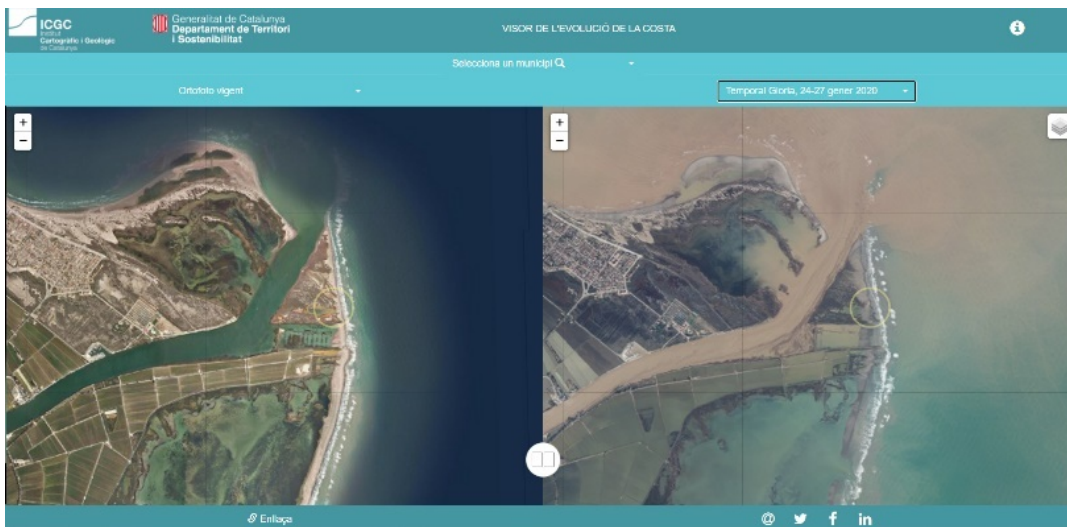 ICGC
Institut
Cartogràfic i Geològic
de Catalunya
Generalitat de Catalunya
Departament de Territori
i Sostenibilitat
VISOR DE L'EVOLUCIÓ DE LA COSTA
Selecciona un municipi
Ortofoto vigent
Temporal Gloria, 24-27 gener 2020
+
−
+
−
Enllaça